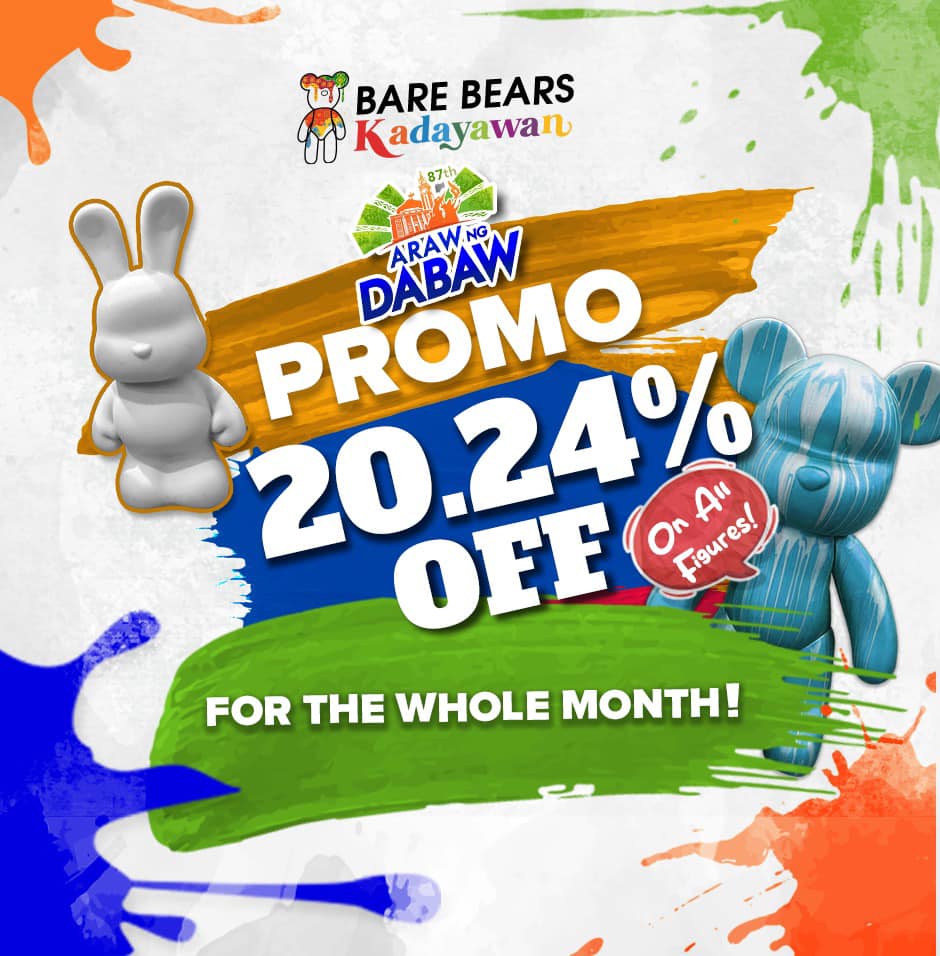 BARE BEARS
Kadayawan
87th
ARAW NG
DABAW
PROMO
20.24%
OFF
On All
Figures!
FOR THE WHOLE MONTH!